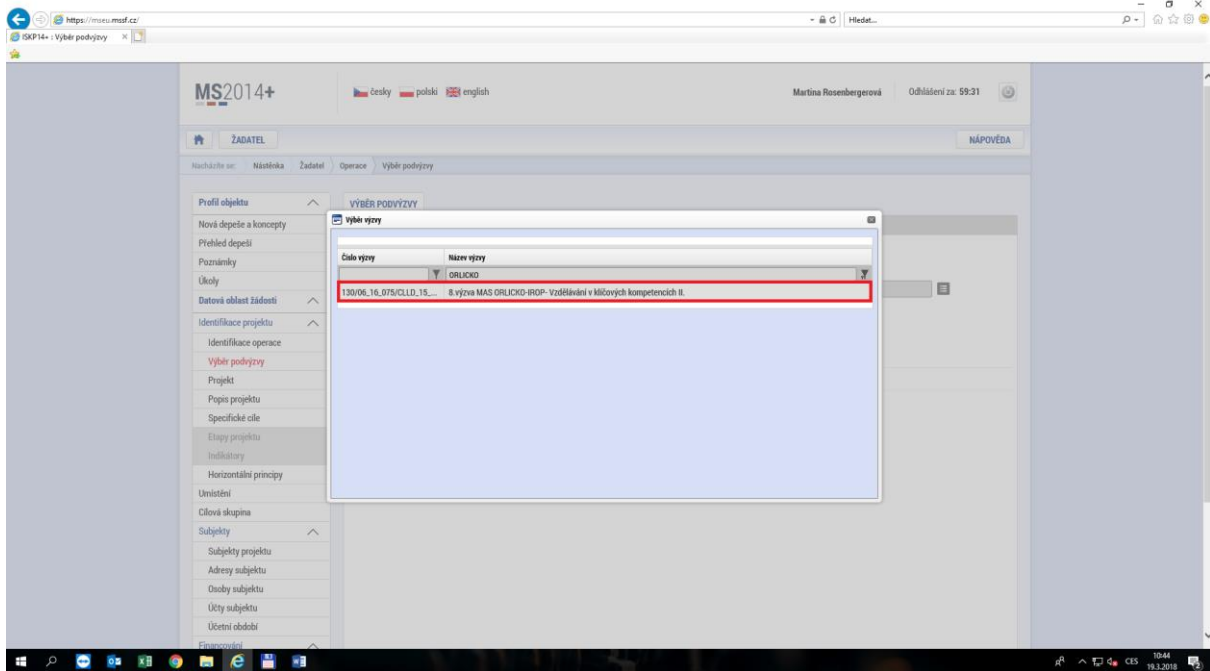 https://mseu.mssf.cz/
Hledat...
ISKP14+ : Výběr podvýzvy
MS2014+
česky polski english
Martina Rosenbergerová
Odhlášení za: 59:31
ŽADATEL
NÁPOVĚDA
Nacházíte se: Nástěnka Žadatel Operace Výběr podvýzvy
Profil objektu
VÝBĚR PODVÝZVY
Nová depeše a koncepty
Přehled depeší
Poznámky
Úkoly
Datová oblast žádosti
Identifikace projektu
Identifikace operace
Výběr podvýzvy
Projekt
Popis projektu
Specifické cíle
Etapy projektu
Indikátory
Horizontální principy
Umístění
Cílová skupina
Subjekty
Subjekty projektu
Adresy subjektu
Osoby subjektu
Účty subjektu
Účetní období
Financování
Výběr výzvy
Číslo výzvy Název výzvy
ORLICKO
130/06_16_075/CLLD_15_... 8.výzva MAS ORLICKO-IROP- Vzdělávání v klíčových kompetencích II.
CES
10:44
19.3.2018